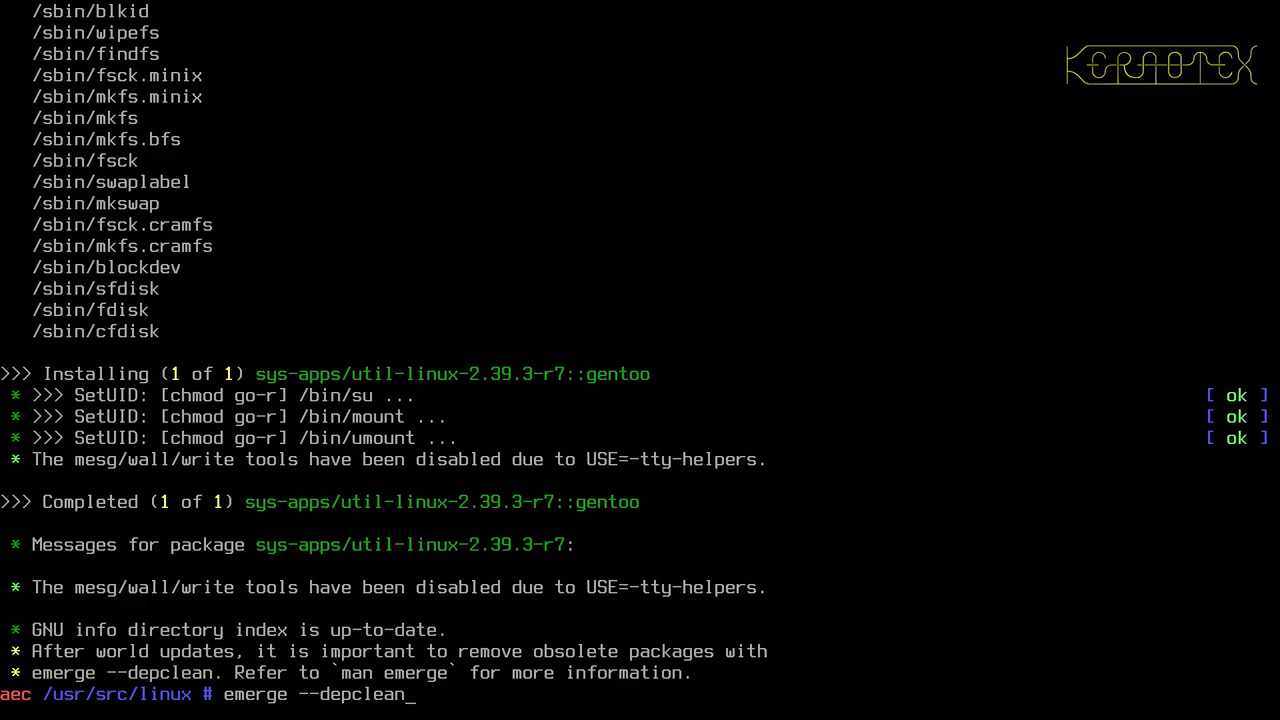 /sbin/blkid
/sbin/wipefs
/sbin/findfs
/sbin/fsck.minix
/sbin/mkfs.minix
/sbin/mkfs
/sbin/mkfs.bfs
/sbin/fsck
/sbin/swaplabel
/sbin/mkswap
/sbin/fsck.cramfs
/sbin/mkfs.cramfs
/sbin/blockdev
/sbin/sfdisk
/sbin/fdisk
/sbin/cfdisk
>>> Installing (1 of 1) sys-apps/util-linux-2.39.3-r7::gentoo
* >>> SetUID: [chmod go-r] /bin/su ... [ ok ]
* >>> SetUID: [chmod go-r] /bin/mount ... [ ok ]
* >>> SetUID: [chmod go-r] /bin/umount ... [ ok ]
* The mesg/wall/write tools have been disabled due to USE=-tty-helpers.
>>> Completed (1 of 1) sys-apps/util-linux-2.39.3-r7::gentoo
* Messages for package sys-apps/util-linux-2.39.3-r7:
* The mesg/wall/write tools have been disabled due to USE=-tty-helpers.
* GNU info directory index is up-to-date.
* After world updates, it is important to remove obsolete packages with
* emerge --depclean. Refer to `man emerge` for more information.
aec /usr/src/linux # emerge --depclean_